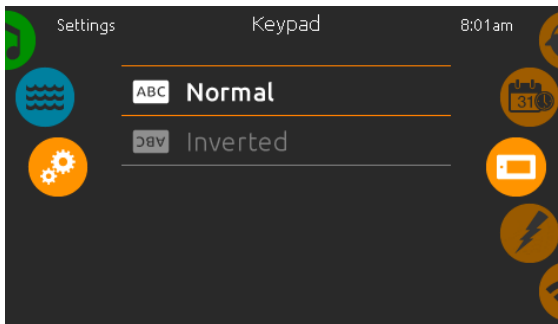 Settings
Keypad
8:01am
ABC Normal
ABC Inverted
31